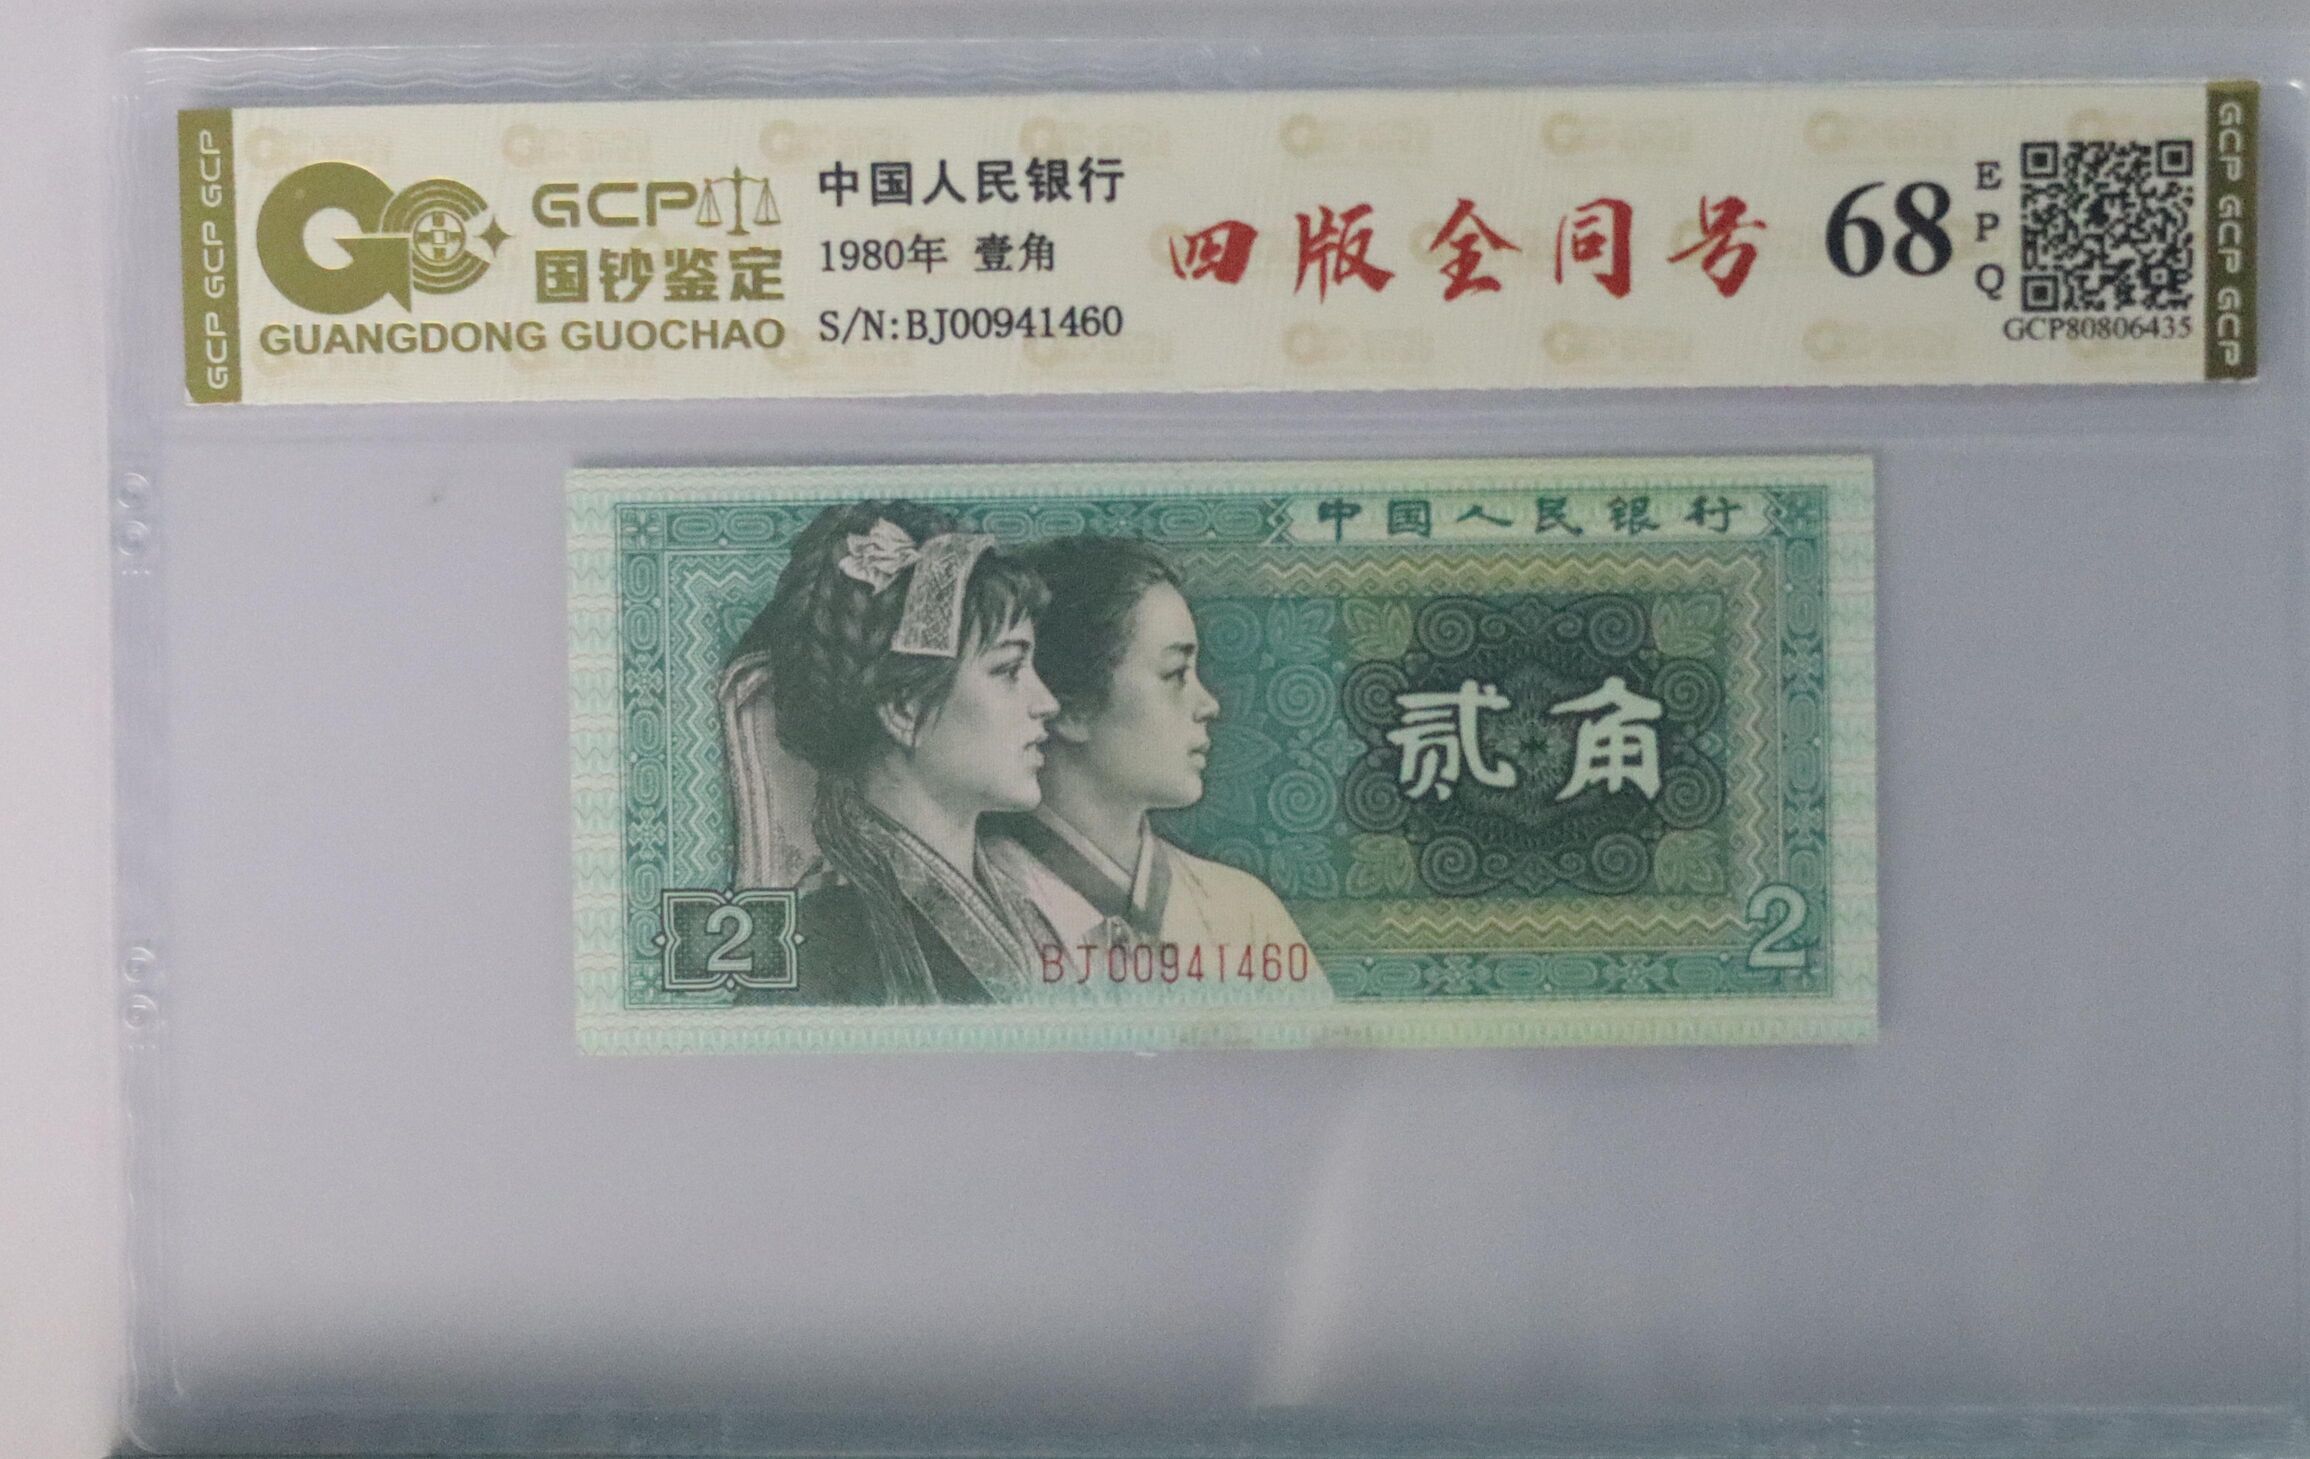 GCP GCP GCP
GCP
国钞鉴定
GUANGDONG GUOCHAO
中国人民银行
1980年 壹角
S/N:BJ00941460
四版全同号
68
EPQ
GCP80806435
GCP GCP GCP
中国人民银行
贰角
2
BJ00941460
2